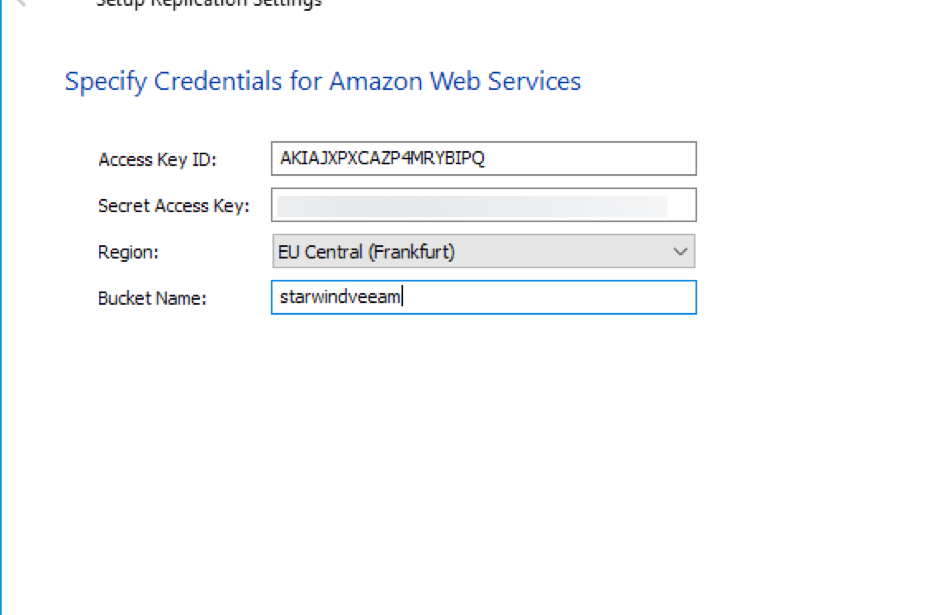 Setup Replication Settings
Specify Credentials for Amazon Web Services
Access Key ID: AKIAJXPXCAZP4MRYBIPQ
Secret Access Key:
Region: EU Central (Frankfurt)
Bucket Name: starwindveeam